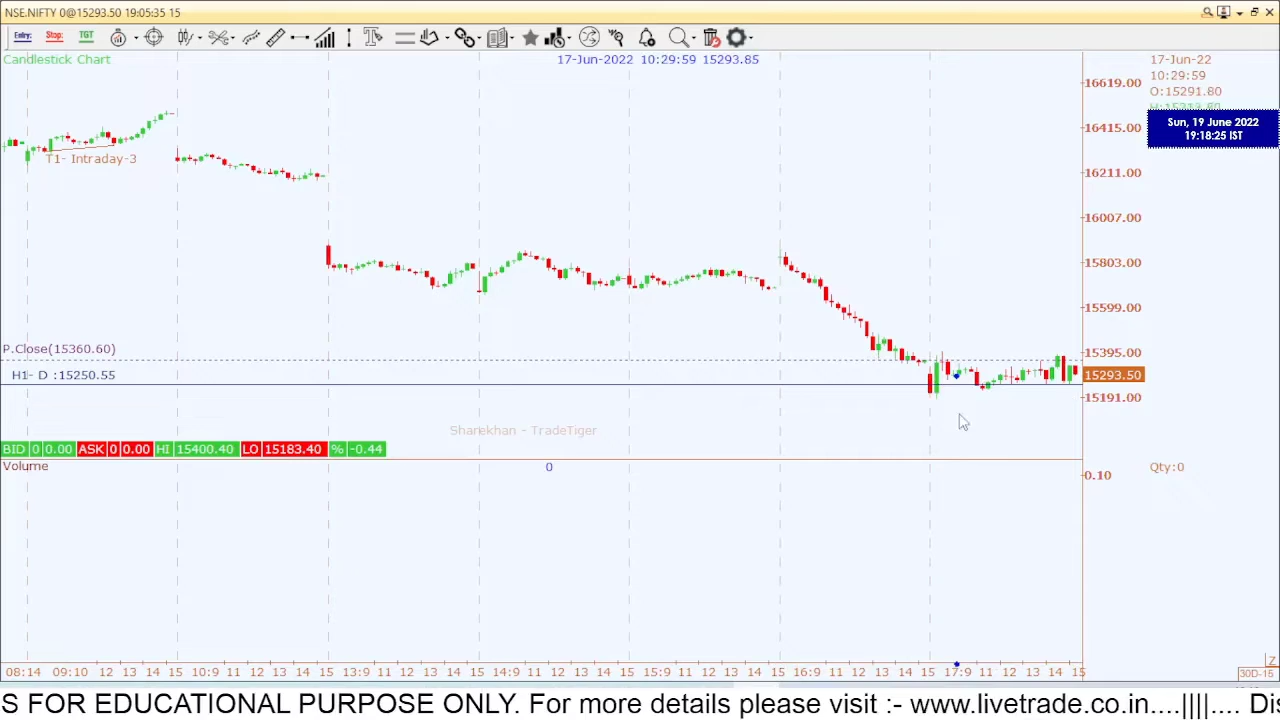 NSE.NIFTY 0@15293.50 19:05:35 15
Entry:
Stop:
TGT
Candlestick Chart
17-Jun-2022 10:29:59 15293.85
17-Jun-22
10:29:59
O:15291.80
Sun, 19 June 2022
19:18:25 IST
16619.00
16415.00
16211.00
16007.00
15803.00
15599.00
15395.00
15293.50
15191.00
T1- Intraday-3
P.Close(15360.60)
H1- D :15250.55
Sharekhan - TradeTiger
BID 0 0.00 ASK 0 0.00 HI 15400.40 LO 15183.40 % -0.44
Volume
0
0.10
Qty:0
08:14 15 09:10 12 13 14 15 10:9 11 12 13 14 15 13:9 11 12 13 14 15 14:9 11 12 13 14 15 15:9 11 12 13 14 15 16:9 11 12 13 14 15 17:9 11 12 13 14 15
Z
30D-15
S FOR EDUCATIONAL PURPOSE ONLY. For more details please visit :- www.livetrade.co.in....||||.... Dis